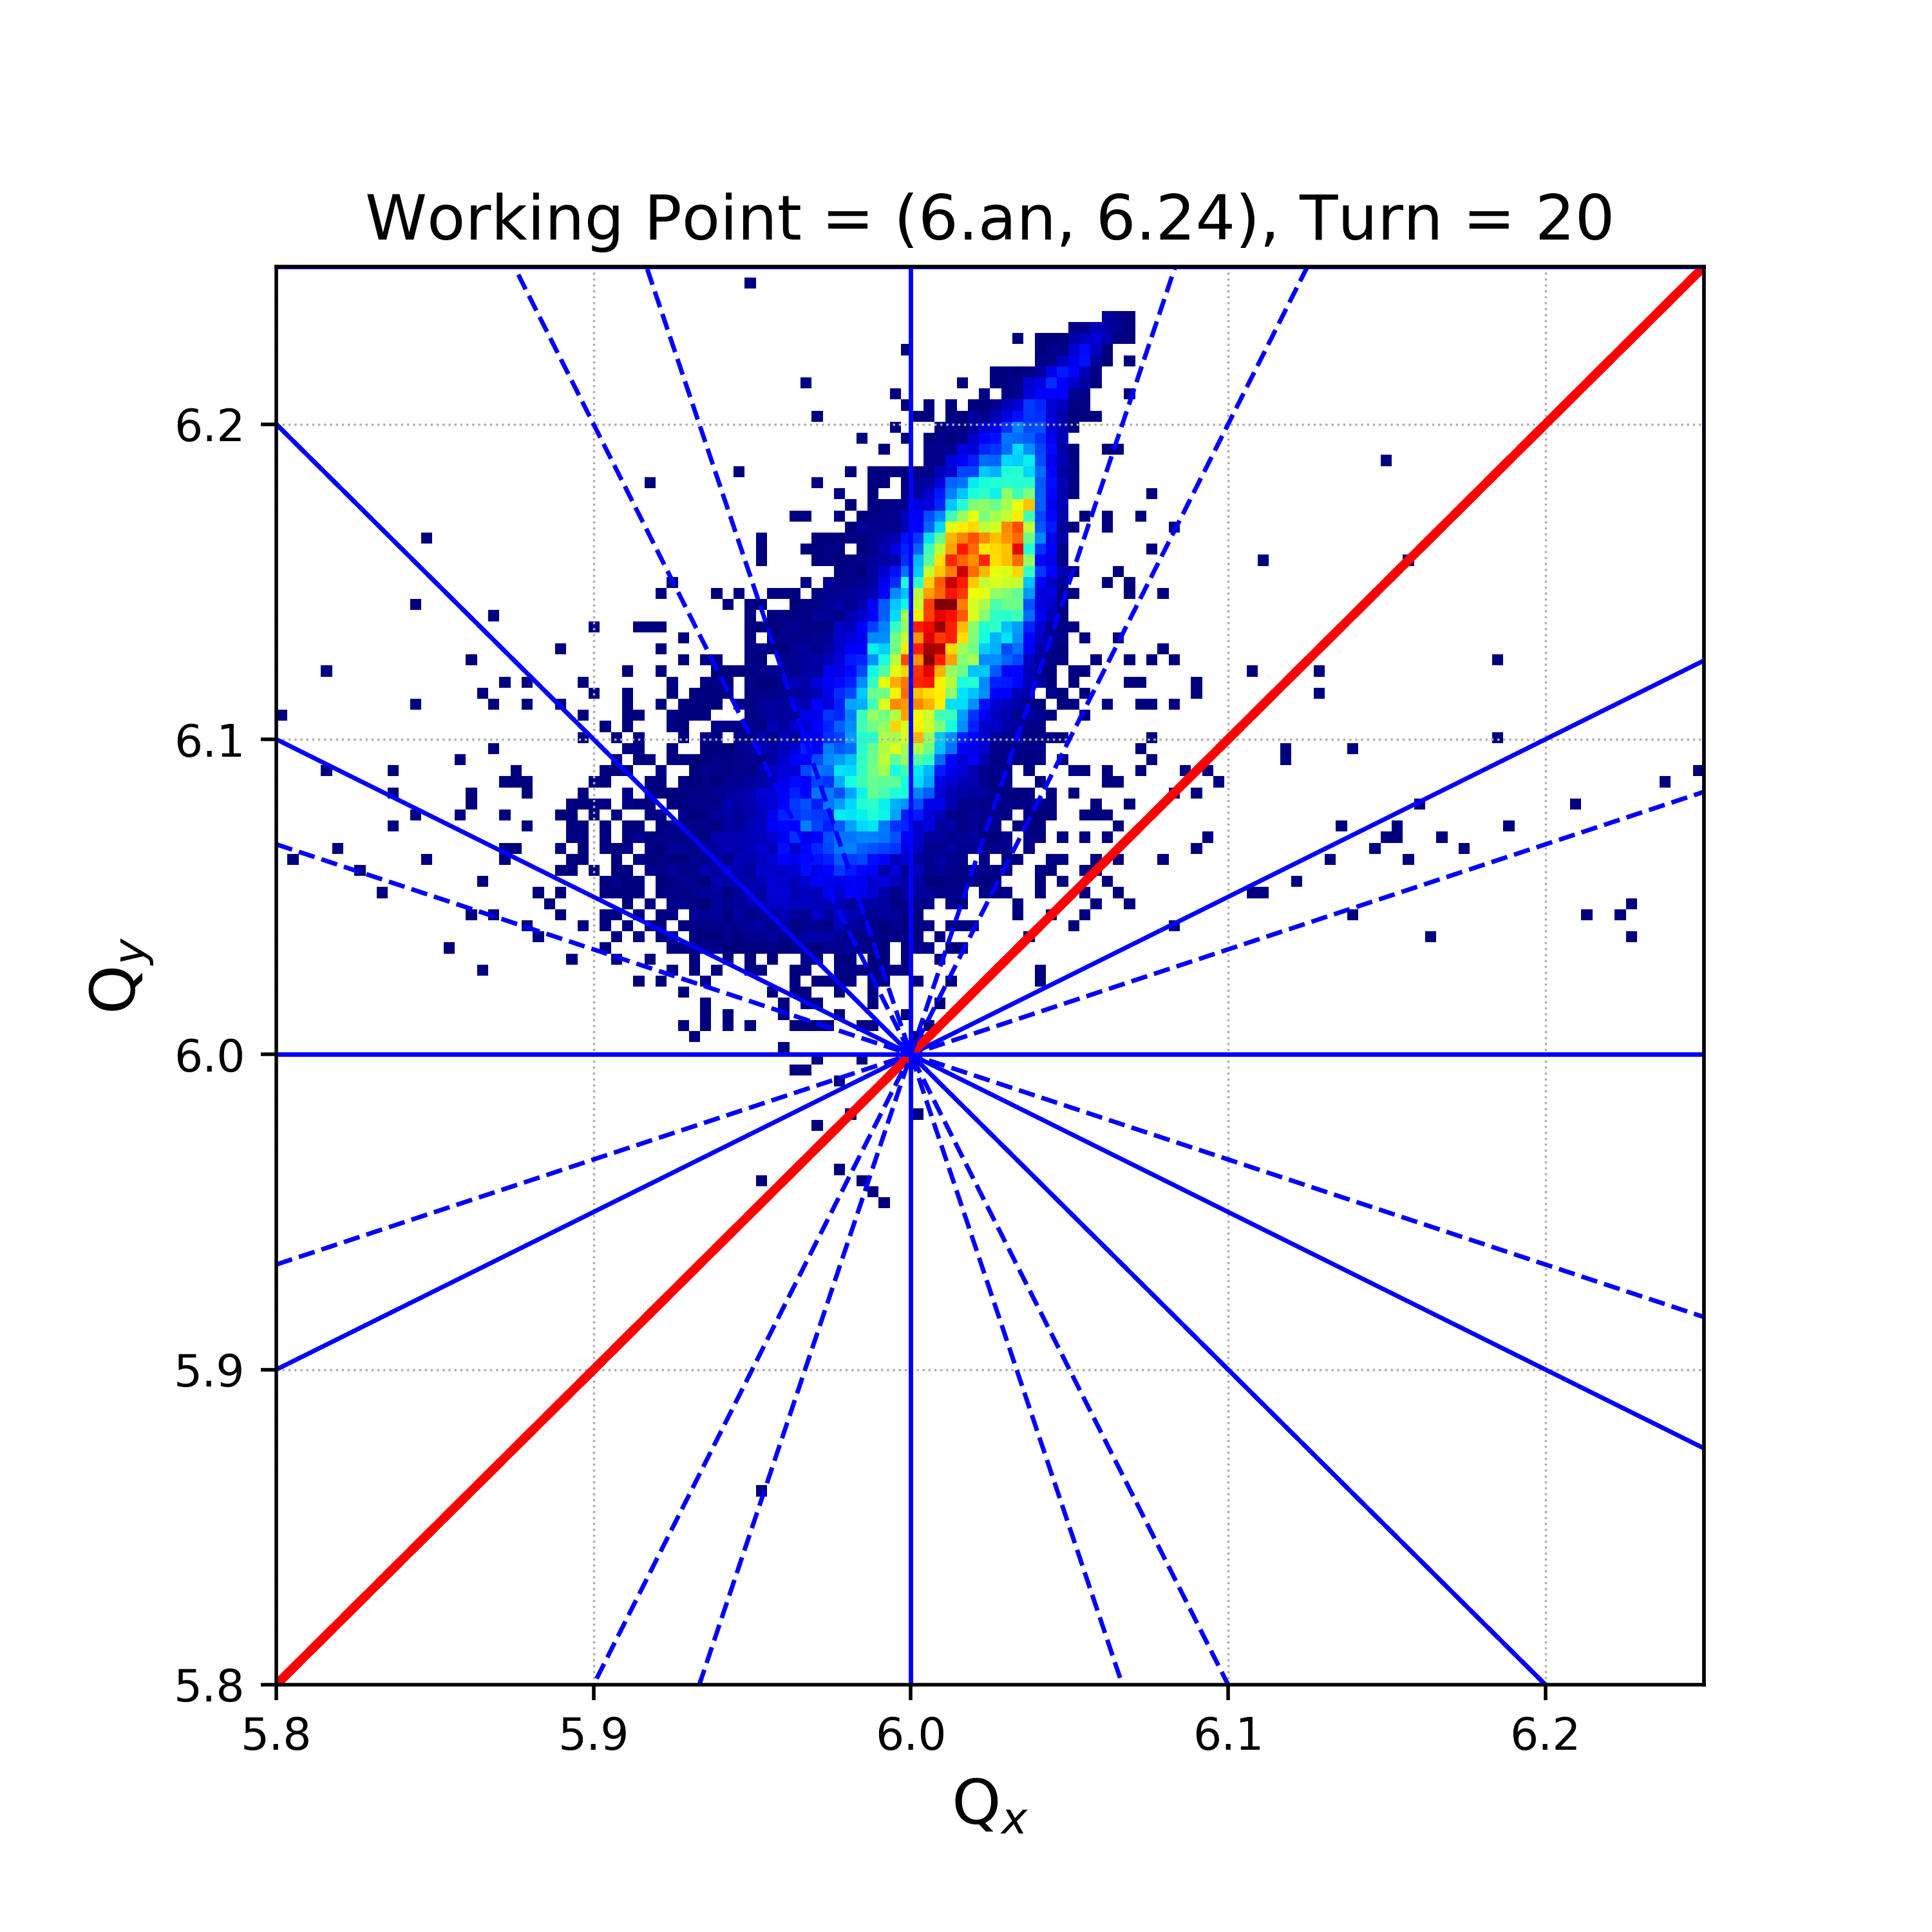 Working Point = (6.an, 6.24), Turn = 20
6.2
6.1
6.0
5.9
5.8
Qy
5.8 5.9 6.0 6.1 6.2
Qx